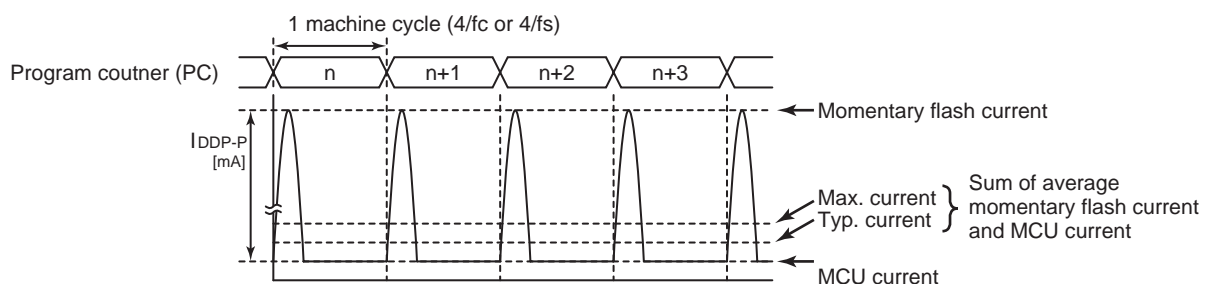 1 machine cycle (4/fc or 4/fs)
Program coutner (PC)
n
n+1
n+2
n+3
Momentary flash current
IDDP-P
[mA]
Max. current
Typ. current
Sum of average
momentary flash current
and MCU current
MCU current